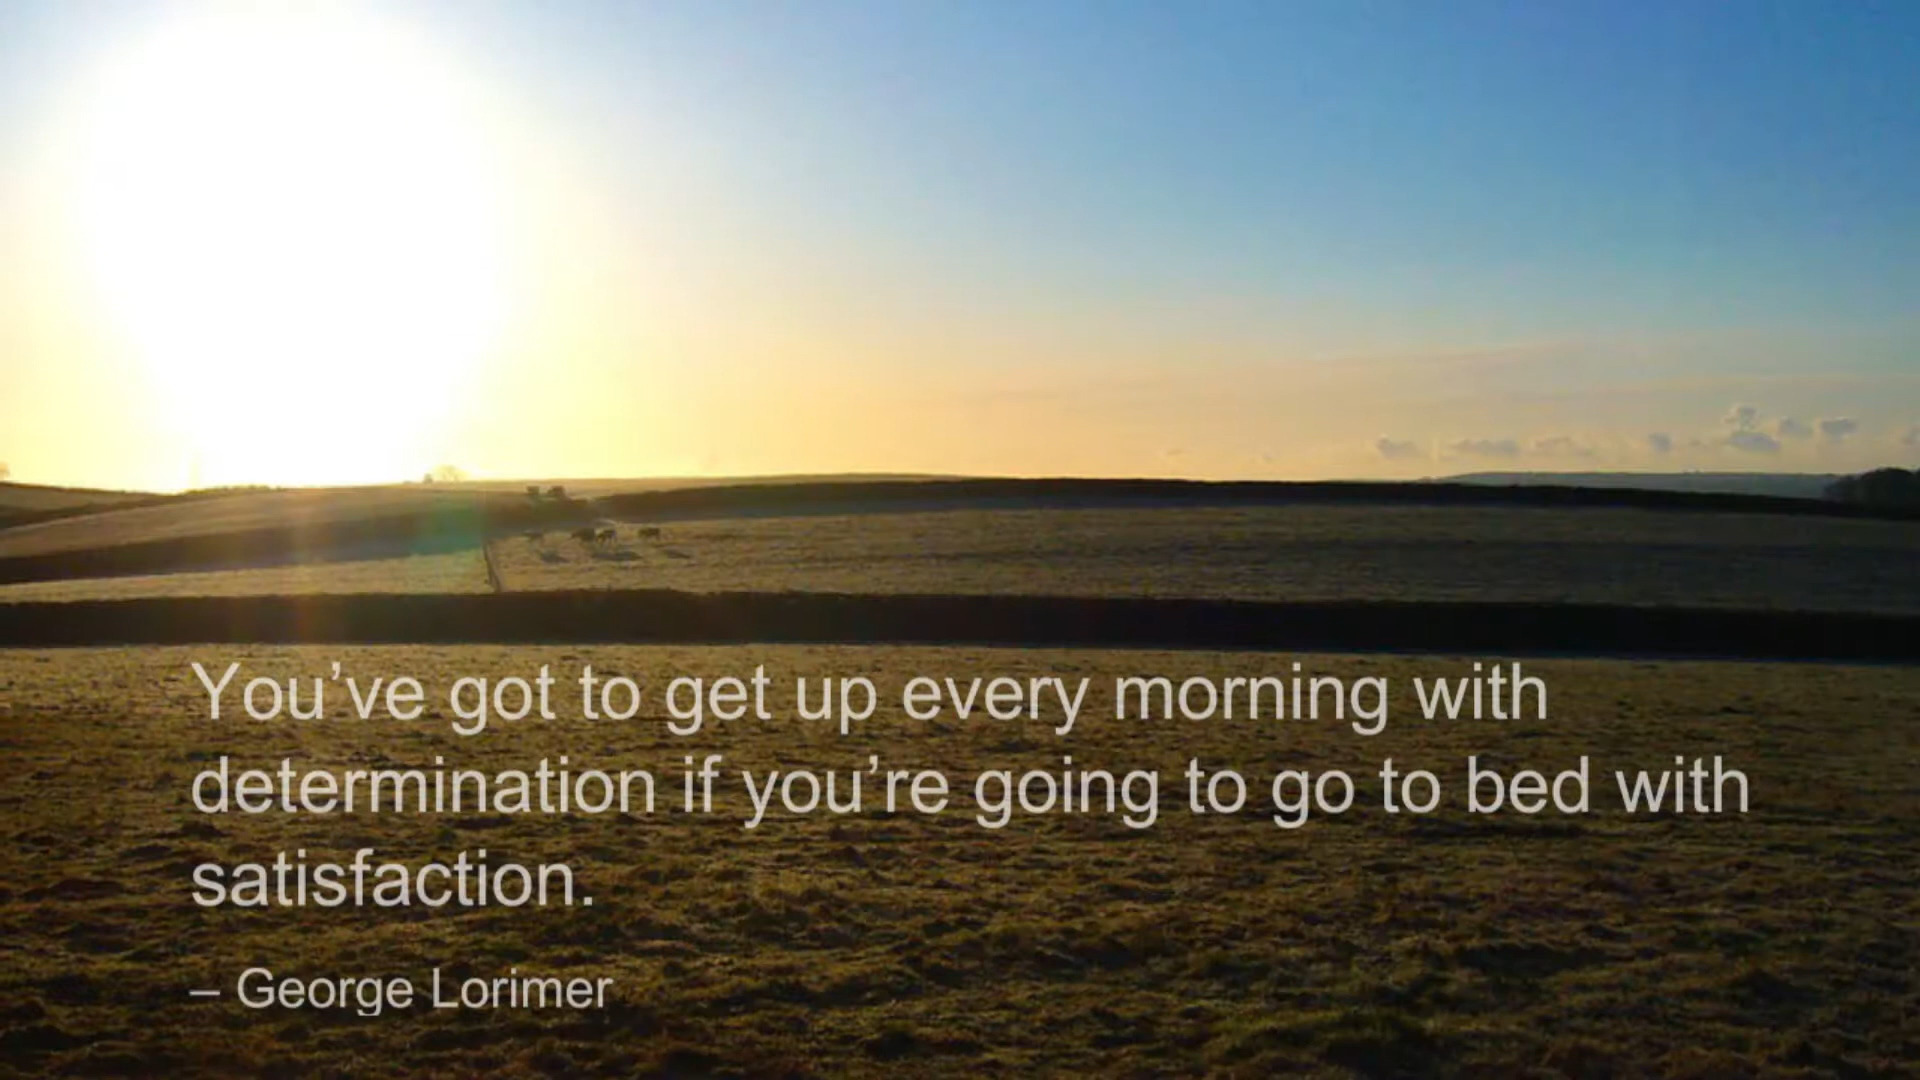 You’ve got to get up every morning with
determination if you’re going to go to bed with
satisfaction.
– George Lorimer